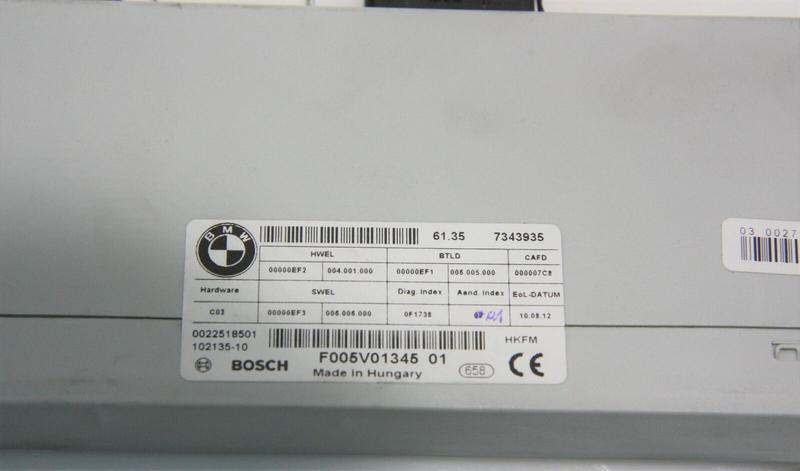 BMW
61.35 7343935
HWEL BTLD CAFD
00000EF2 004.001.000 00000EF1 006.005.000 000007C8
Hardware SWEL Diag. Index Aend. Index EoL-DATUM
C03 00000EF3 006.006.000 0F1738 10.08.12
0022518501
102135-10
HKFM
F005V01345 01
BOSCH
Made in Hungary
658
CE
03 0027